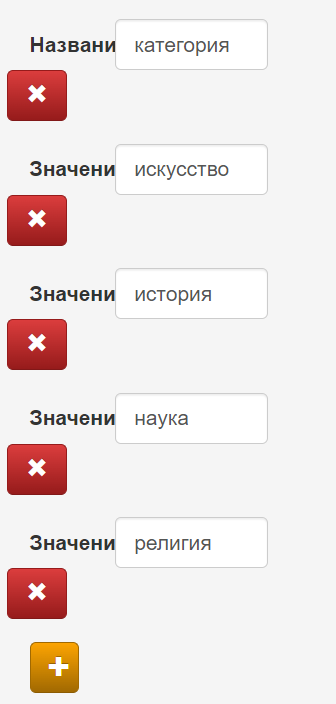 Названи категория
Значени искусство
Значени история
Значени наука
Значени религия